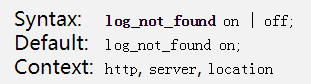 Syntax: log_not_found on | off;
Default: log_not_found on;
Context: http, server, location